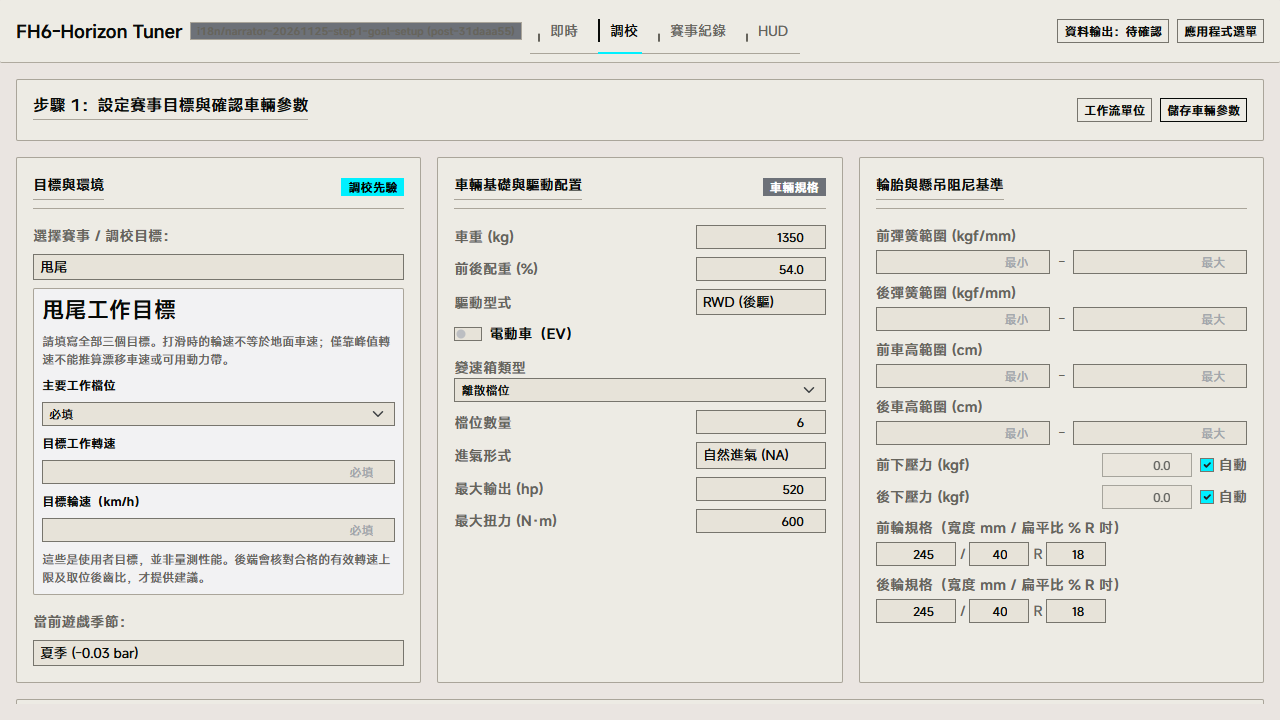 FH6-Horizon Tuner
即時
調校
賽事紀錄
HUD
資料輸出：待確認
應用程式選單
步驟 1：設定賽事目標與確認車輛參數
工作流單位
儲存車輛參數
目標與環境
調校先驗
選擇賽事 / 調校目標：
甩尾
甩尾工作目標
請填寫全部三個目標。打滑時的輪速不等於地面車速；僅靠峰值轉
速不能推算漂移車速或可用動力帶。
主要工作檔位
必填
目標工作轉速
必填
目標輪速（km/h）
必填
這些是使用者目標，並非量測性能。後端會核對合格的有效轉速上
限及取位後齒比，才提供建議。
當前遊戲季節：
夏季 (-0.03 bar)
車輛基礎與驅動配置
車輛規格
車重 (kg)
1350
前後配重 (%)
54.0
驅動型式
RWD (後驅)
電動車（EV）
變速箱類型
離散檔位
檔位數量
6
進氣形式
自然進氣 (NA)
最大輸出 (hp)
520
最大扭力 (N·m)
600
輪胎與懸吊阻尼基準
前彈簧範圍 (kgf/mm)
最小 – 最大
後彈簧範圍 (kgf/mm)
最小 – 最大
前車高範圍 (cm)
最小 – 最大
後車高範圍 (cm)
最小 – 最大
前下壓力 (kgf)
0.0
自動
後下壓力 (kgf)
0.0
自動
前輪規格（寬度 mm / 扁平比 % R 吋）
245 / 40 R 18
後輪規格（寬度 mm / 扁平比 % R 吋）
245 / 40 R 18